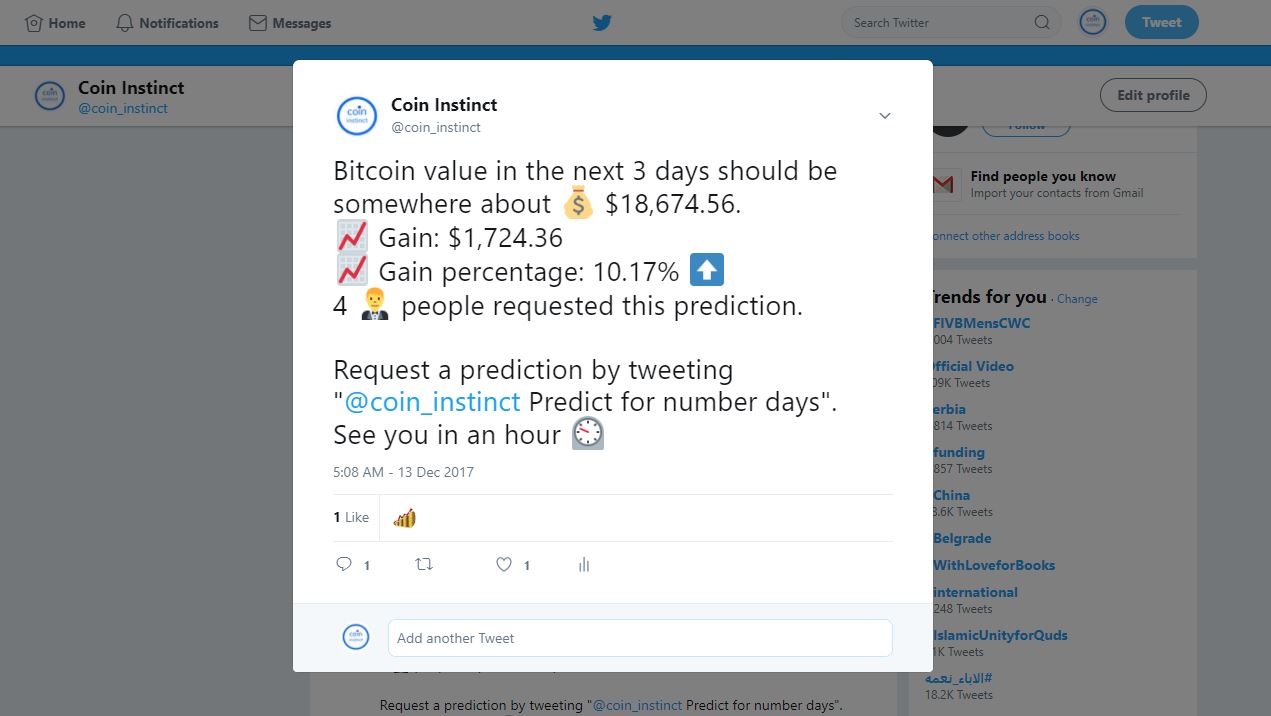 Home Notifications Messages Search Twitter Tweet
Coin Instinct
@coin_instinct
Edit profile
Coin Instinct
@coin_instinct
Bitcoin value in the next 3 days should be
somewhere about 💰 $18,674.56.
📈 Gain: $1,724.36
📈 Gain percentage: 10.17% ⬆
4 🤵 people requested this prediction.
Request a prediction by tweeting
"@coin_instinct Predict for number days".
See you in an hour ⏲
5:08 AM - 13 Dec 2017
1 Like
1 1
Add another Tweet
Follow
Find people you know
Import your contacts from Gmail
onnect other address books
Trends for you · Change
FIVBMensCWC
004 Tweets
fficial Video
09K Tweets
erbia
814 Tweets
funding
857 Tweets
China
3.6K Tweets
Belgrade
WithLoveforBooks
international
248 Tweets
IslamicUnityforQuds
1K Tweets
#الاباء_نعمه
18.2K Tweets
Request a prediction by tweeting "@coin_instinct Predict for number days".